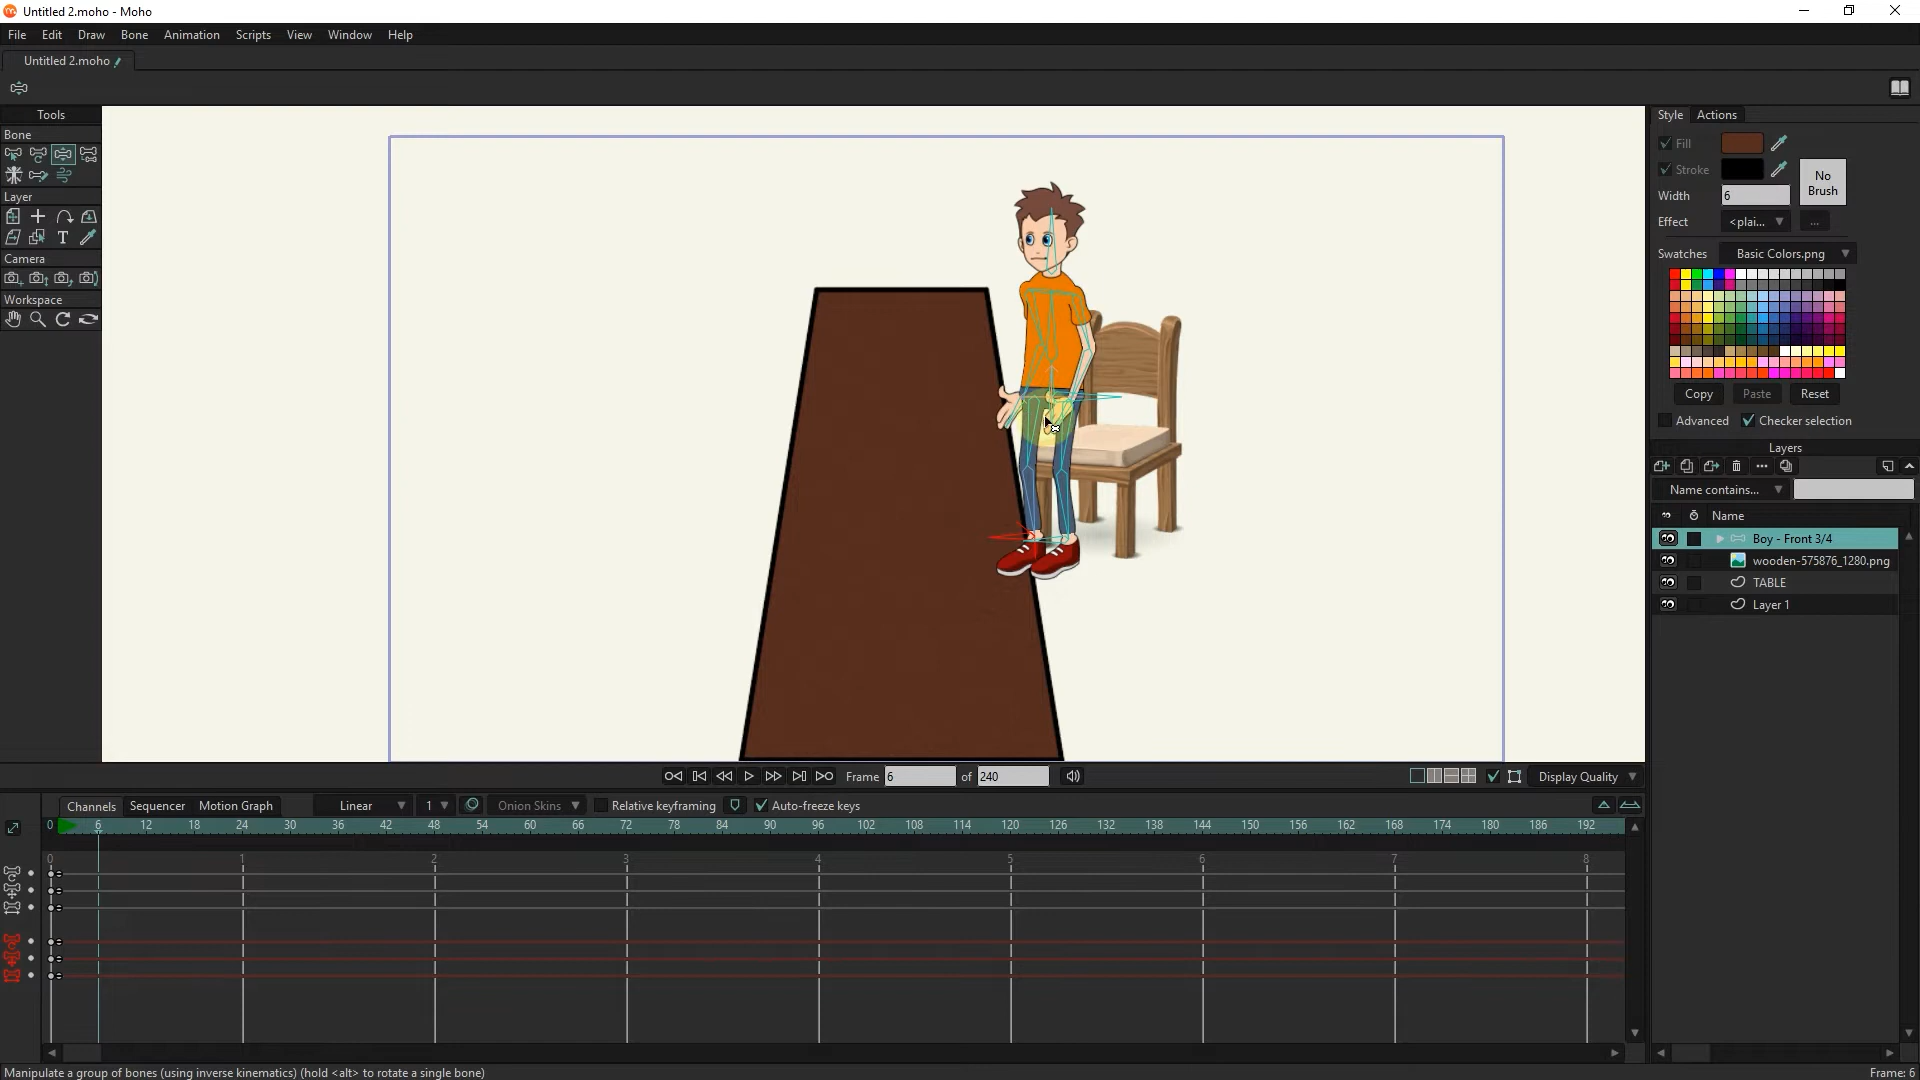 Untitled 2.moho - Moho
File Edit Draw Bone Animation Scripts View Window Help
Untitled 2.moho
Tools
Bone
Layer
T
Camera
Workspace
Style Actions
Fill
Stroke
No Brush
Width 6
Effect <plai... ...
Swatches Basic Colors.png
Copy Paste Reset
Advanced Checker selection
Layers
Name contains...
Name
Boy - Front 3/4
wooden-575876_1280.png
TABLE
Layer 1
Frame 6 of 240 Display Quality
Channels Sequencer Motion Graph Linear 1 Onion Skins Relative keyframing Auto-freeze keys
0 6 12 18 24 30 36 42 48 54 60 66 72 78 84 90 96 102 108 114 120 126 132 138 144 150 156 162 168 174 180 186 192
0 1 2 3 4 5 6 7 8
Manipulate a group of bones (using inverse kinematics) (hold <alt> to rotate a single bone) Frame: 6